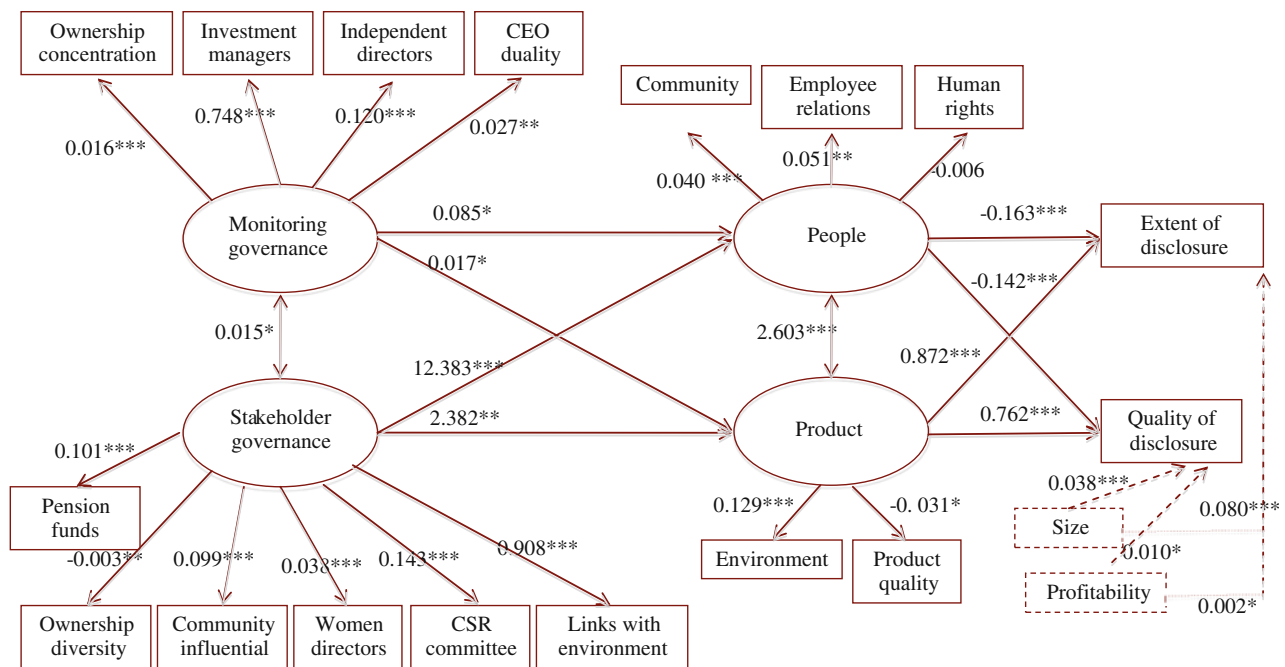 Ownership
concentration
Investment
managers
Independent
directors
CEO
duality
Community
Employee
relations
Human
rights
0.016***
0.748***
0.120***
0.027**
0.040 ***
0.051**
-0.006
Monitoring
governance
0.085*
0.017*
People
-0.163***
-0.142***
Extent of
disclosure
0.015*
2.603***
12.383***
2.382**
0.872***
0.762***
Stakeholder
governance
Product
Quality of
disclosure
0.101***
Pension
funds
-0.003**
0.099***
0.038***
0.143***
0.908***
0.129***
-0.031*
Environment
Product
quality
0.038***
Size
0.080***
0.010*
Profitability
0.002*
Ownership
diversity
Community
influential
Women
directors
CSR
committee
Links with
environment